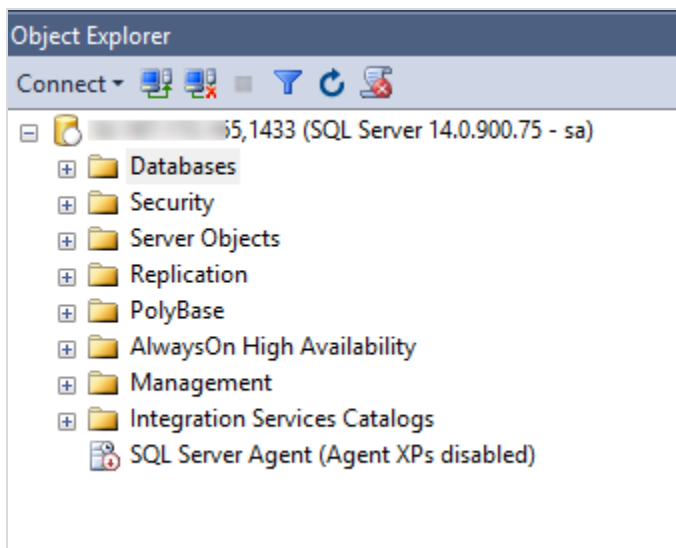 Object Explorer
Connect
5,1433 (SQL Server 14.0.900.75 - sa)
Databases
Security
Server Objects
Replication
PolyBase
AlwaysOn High Availability
Management
Integration Services Catalogs
SQL Server Agent (Agent XPs disabled)